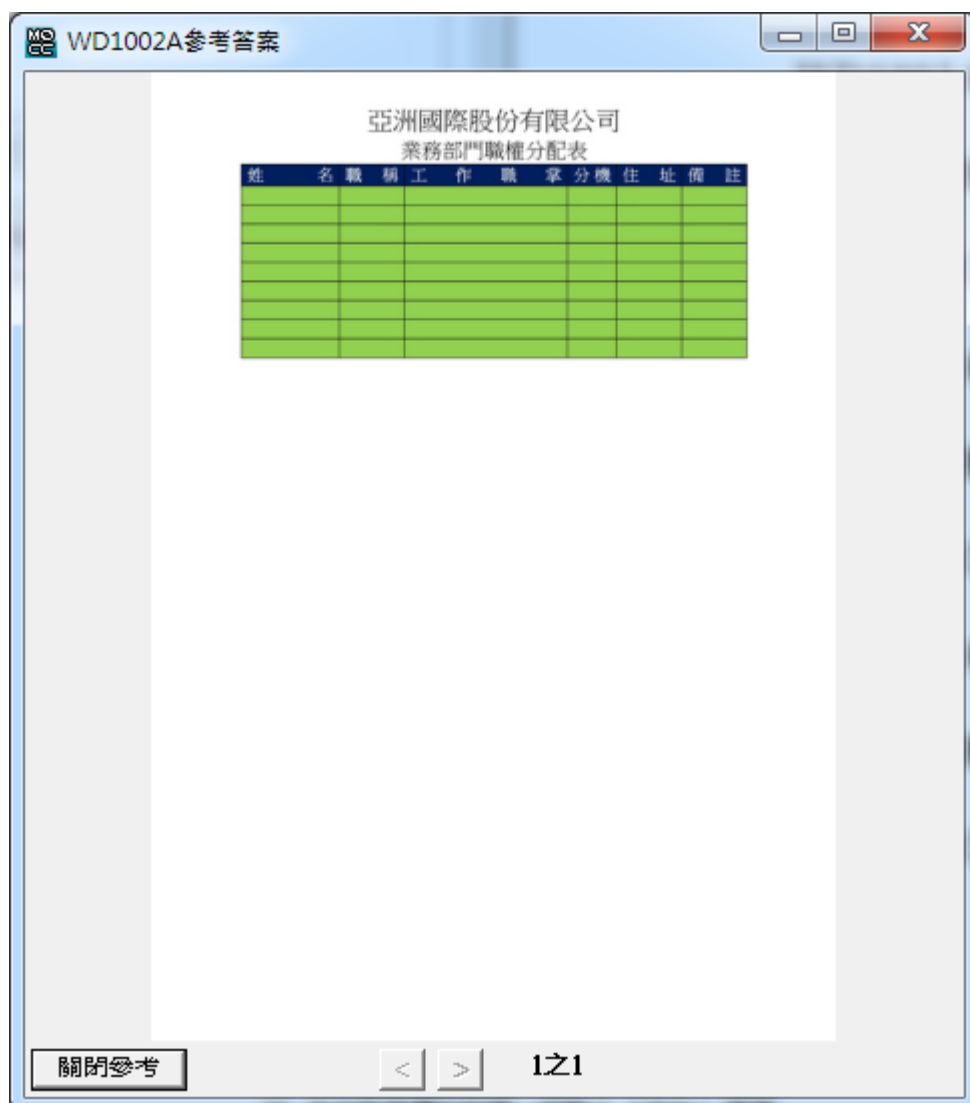 MO
CC
WD1002A參考答案
亞洲國際股份有限公司
業務部門職權分配表
姓 名 職 稱 工 作 職 掌 分機 住 址 備 註
關閉參考
< > 1之1